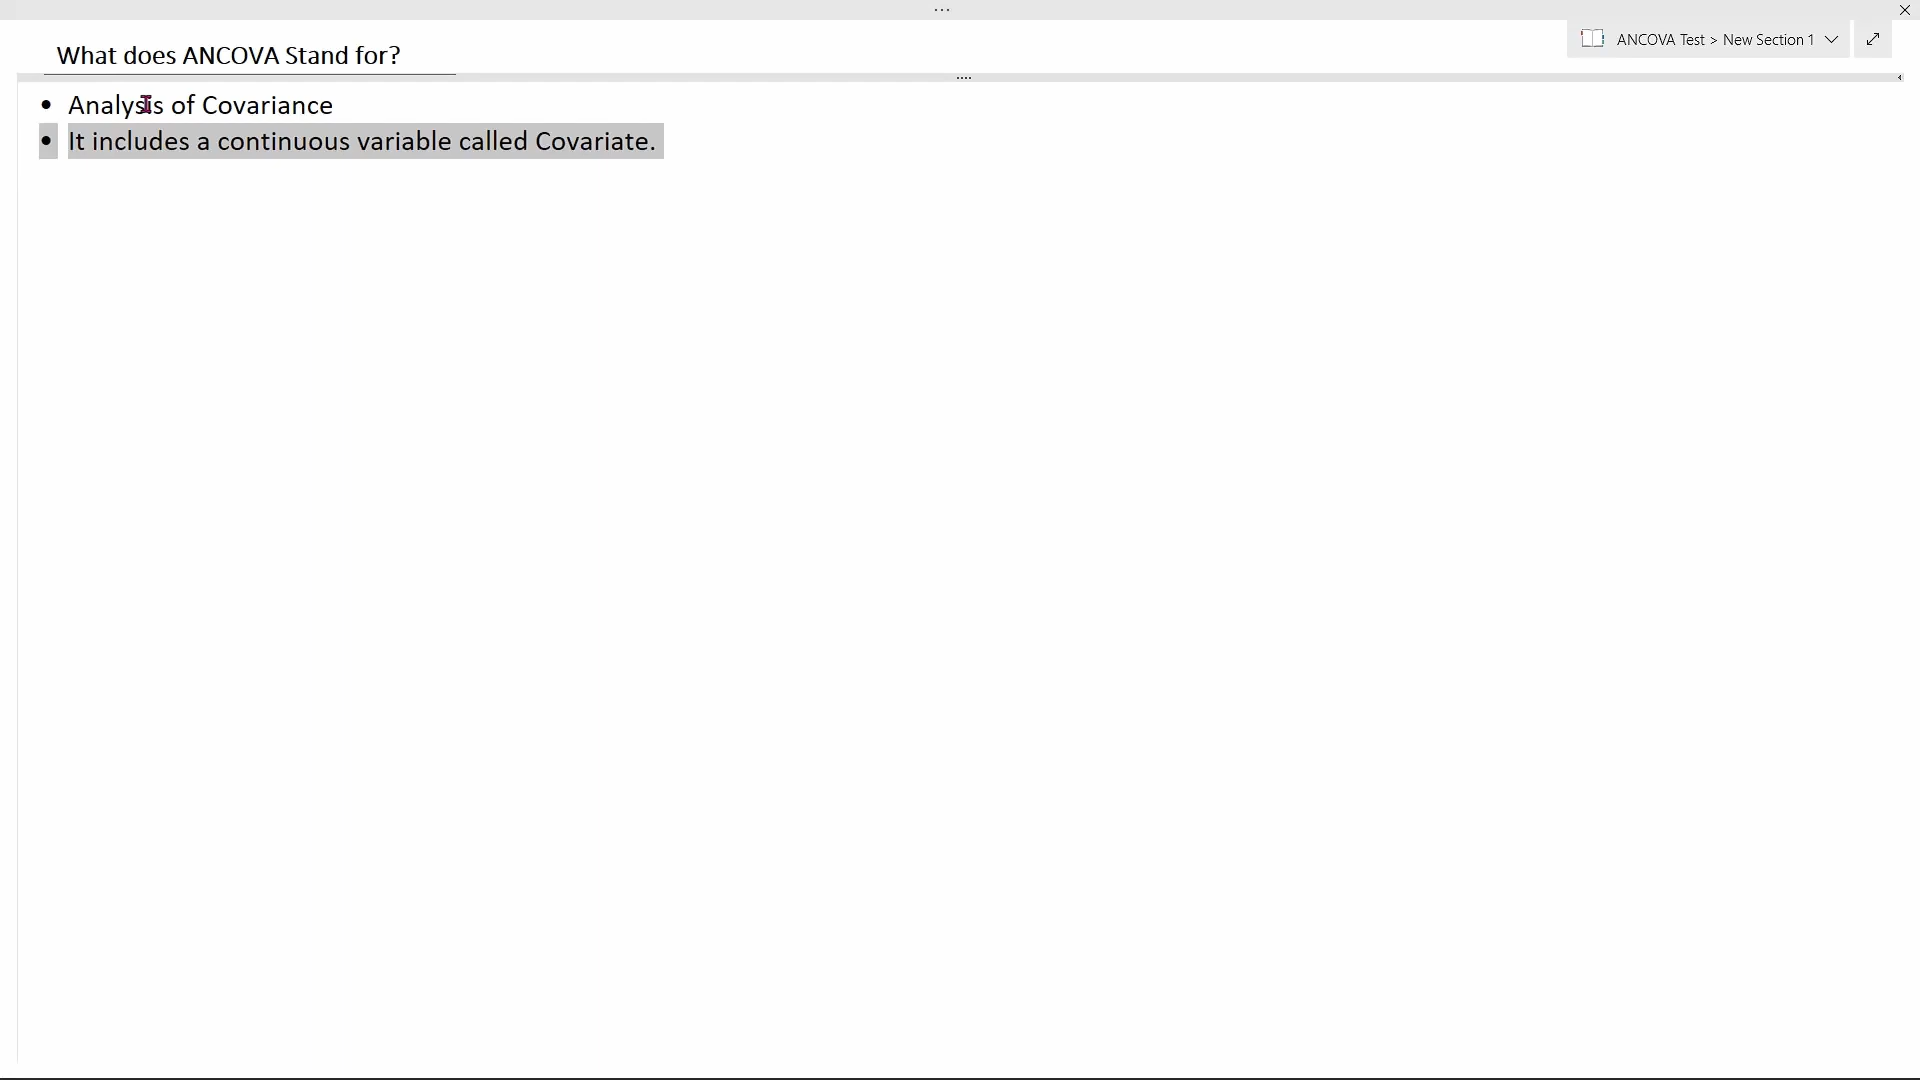 ANCOVA Test > New Section 1
What does ANCOVA Stand for?
• Analysis of Covariance
• It includes a continuous variable called Covariate.